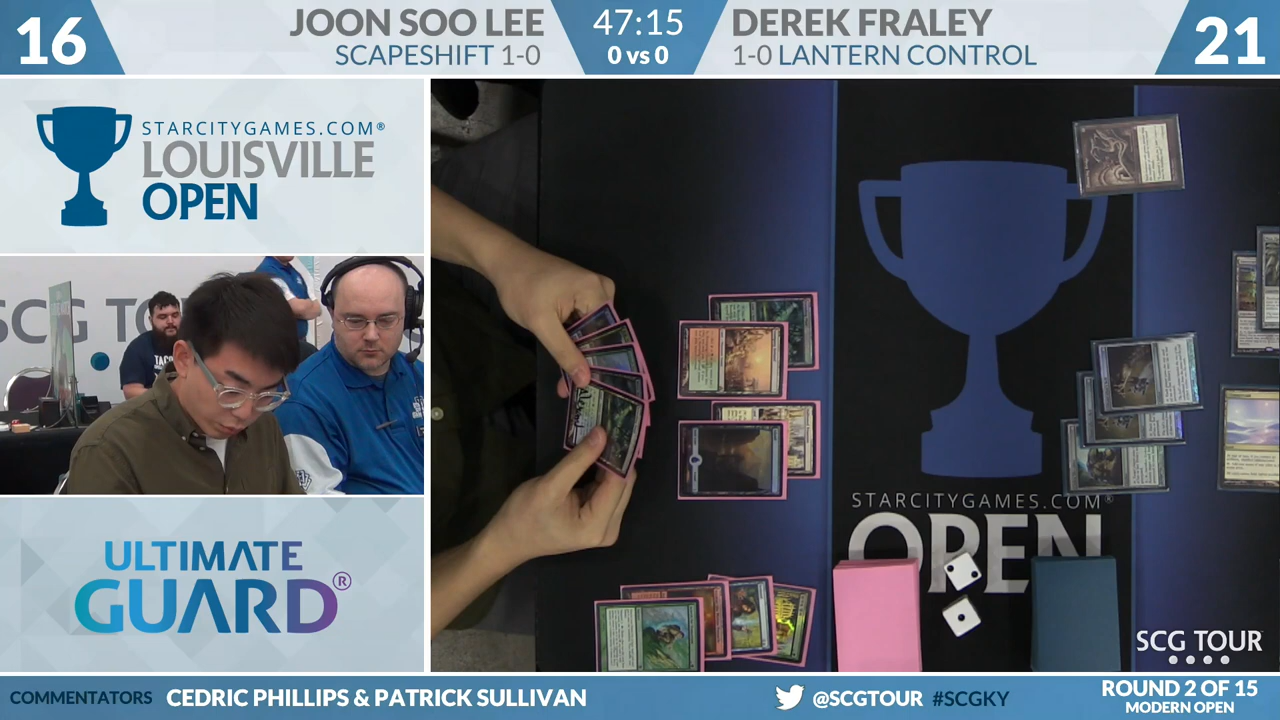 16
JOON SOO LEE
SCAPESHIFT 1-0
47:15
0 vs 0
DEREK FRALEY
1-0 LANTERN CONTROL
21
STARCITYGAMES.COM®
LOUISVILLE
OPEN
SCG TO
ULTIMATE
GUARD®
STARCITYGAMES.COM®
OPEN
SCG TOUR
COMMENTATORS CEDRIC PHILLIPS & PATRICK SULLIVAN
@SCGTOUR #SCGKY
ROUND 2 OF 15
MODERN OPEN